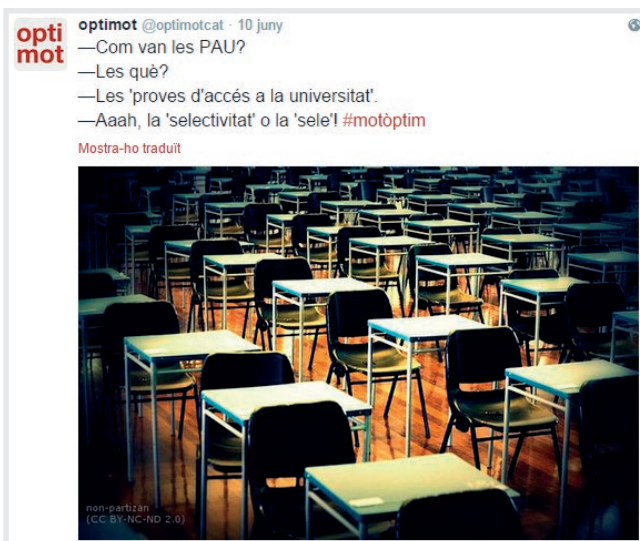 opti
mot
optimot @optimotcat · 10 juny
—Com van les PAU?
—Les què?
—Les 'proves d'accés a la universitat'.
—Aaah, la 'selectivitat' o la 'sele'! #motòptim
Mostra-ho traduït
non-partizan
(CC BY-NC-ND 2.0)